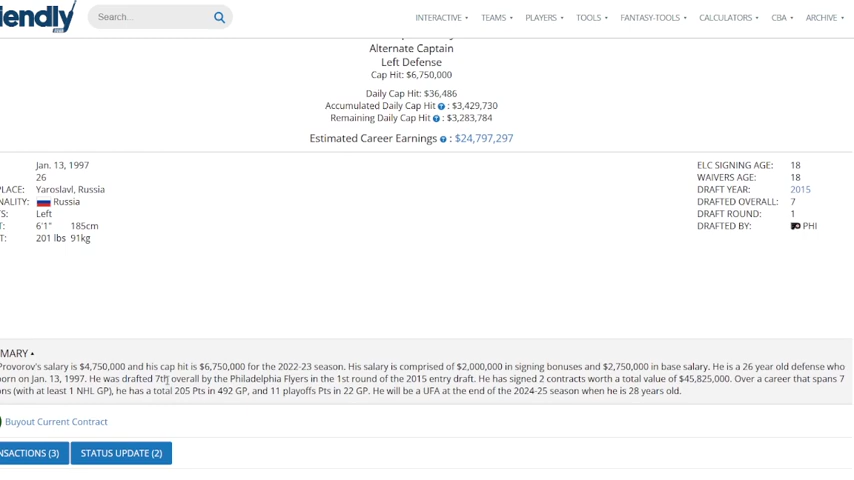 iendly
Search...
INTERACTIVE
TEAMS
PLAYERS
TOOLS
FANTASY-TOOLS
CALCULATORS
CBA
ARCHIVE
Alternate Captain
Left Defense
Cap Hit: $6,750,000
Daily Cap Hit: $36,486
Accumulated Daily Cap Hit ? : $3,429,730
Remaining Daily Cap Hit ? : $3,283,784
Estimated Career Earnings ? : $24,797,297
Jan. 13, 1997
26
PLACE: Yaroslavl, Russia
NALITY: Russia
TS: Left
T: 6'1" 185cm
T: 201 lbs 91kg
ELC SIGNING AGE: 18
WAIVERS AGE: 18
DRAFT YEAR: 2015
DRAFTED OVERALL: 7
DRAFT ROUND: 1
DRAFTED BY: PHI
MARY
Provorov's salary is $4,750,000 and his cap hit is $6,750,000 for the 2022-23 season. His salary is comprised of $2,000,000 in signing bonuses and $2,750,000 in base salary. He is a 26 year old defense who
orn on Jan. 13, 1997. He was drafted 7th overall by the Philadelphia Flyers in the 1st round of the 2015 entry draft. He has signed 2 contracts worth a total value of $45,825,000. Over a career that spans 7
ons (with at least 1 NHL GP), he has a total 205 Pts in 492 GP, and 11 playoffs Pts in 22 GP. He will be a UFA at the end of the 2024-25 season when he is 28 years old.
Buyout Current Contract
NSACTIONS (3)
STATUS UPDATE (2)